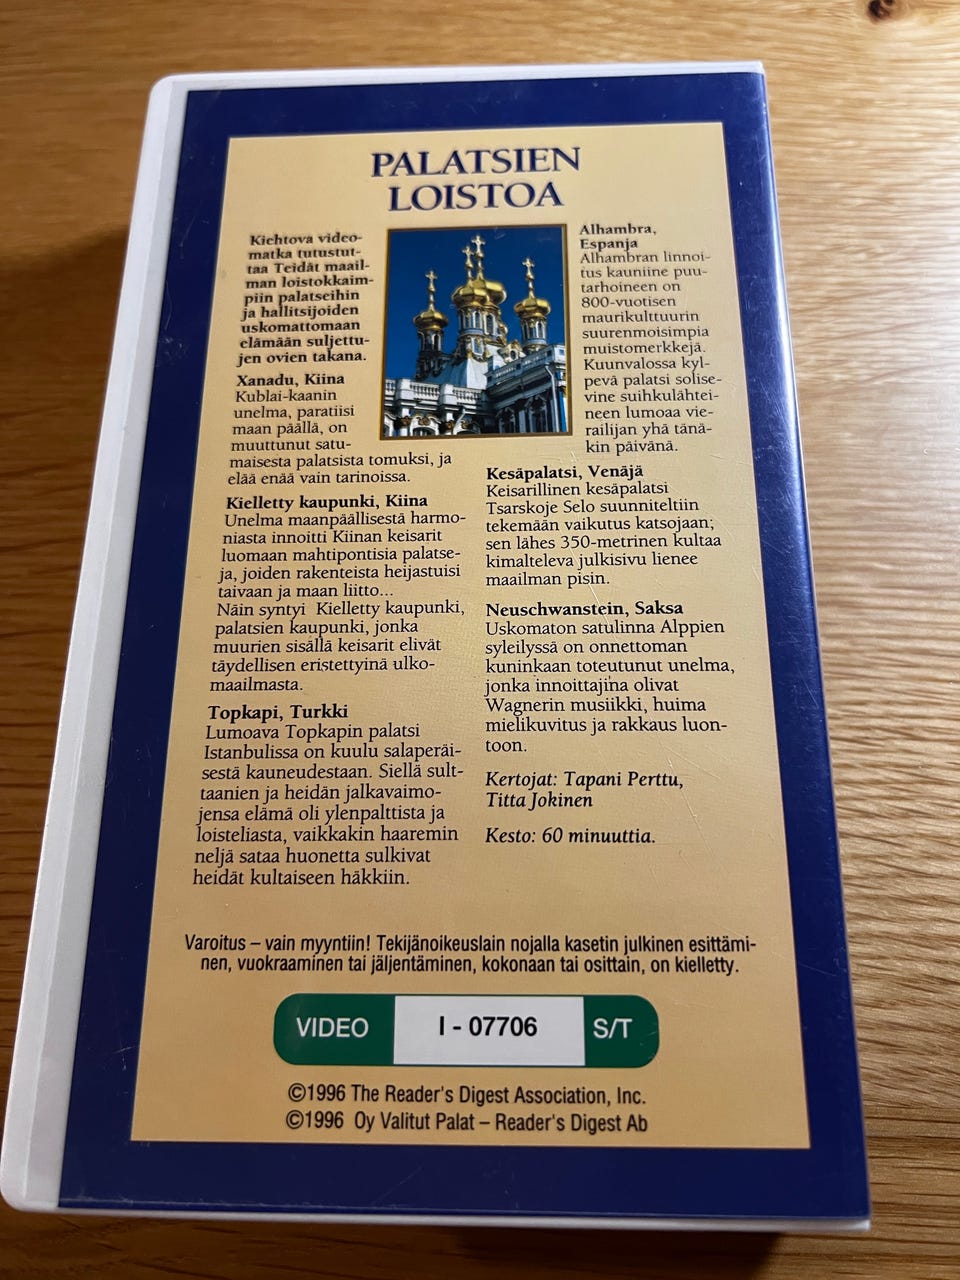 PALATSIEN
LOISTOA
Kiehtova video-
matka tutustut-
taa Teidät maail-
man loistokkaim-
piin palatseihin
ja hallitsijoiden
uskomattomaan
elämään suljettu-
jen ovien takana.
Xanadu, Kiina
Kublai-kaanin
unelma, paratiisi
maan päällä, on
muuttunut satu-
maisesta palatsista tomuksi, ja
elää enää vain tarinoissa.
Kielletty kaupunki, Kiina
Unelma maanpäällisestä harmo-
niasta innoitti Kiinan keisarit
luomaan mahtipontisia palatse-
ja, joiden rakenteista heijastuisi
taivaan ja maan liitto...
Näin syntyi Kielletty kaupunki,
palatsien kaupunki, jonka
muurien sisällä keisarit elivät
täydellisen eristettyinä ulko-
maailmasta.
Topkapi, Turkki
Lumoava Topkapin palatsi
Istanbulissa on kuulu salaperäi-
sestä kauneudestaan. Siellä sult-
taanien ja heidän jalkavaimo-
jensa elämä oli ylenpalttista ja
loisteliasta, vaikkakin haaremin
neljä sataa huonetta sulkivat
heidät kultaiseen häkkiin.
Alhambra,
Espanja
Alhambran linnoi-
tus kauniine puu-
tarhoineen on
800-vuotisen
maurikulttuurin
suurenmoisimpia
muistomerkkejä.
Kuunvalossa kyl-
pevä palatsi solise-
vine suihkulähtei-
neen lumoaa vie-
railijan yhä tänä-
kin päivänä.
Kesäpalatsi, Venäjä
Keisarillinen kesäpalatsi
Tsarskoje Selo suunniteltiin
tekemään vaikutus katsojaan;
sen lähes 350-metrinen kultaa
kimalteleva julkisivu lienee
maailman pisin.
Neuschwanstein, Saksa
Uskomaton satulinna Alppien
syleilyssä on onnettoman
kuninkaan toteutunut unelma,
jonka innoittajina olivat
Wagnerin musiikki, huima
mielikuvitus ja rakkaus luon-
toon.
Kertojat: Tapani Perttu,
Titta Jokinen
Kesto: 60 minuuttia.
Varoitus – vain myyntiin! Tekijänoikeuslain nojalla kasetin julkinen esittämi-
nen, vuokraaminen tai jäljentäminen, kokonaan tai osittain, on kielletty.
VIDEO I - 07706 S/T
©1996 The Reader's Digest Association, Inc.
©1996 Oy Valitut Palat – Reader's Digest Ab